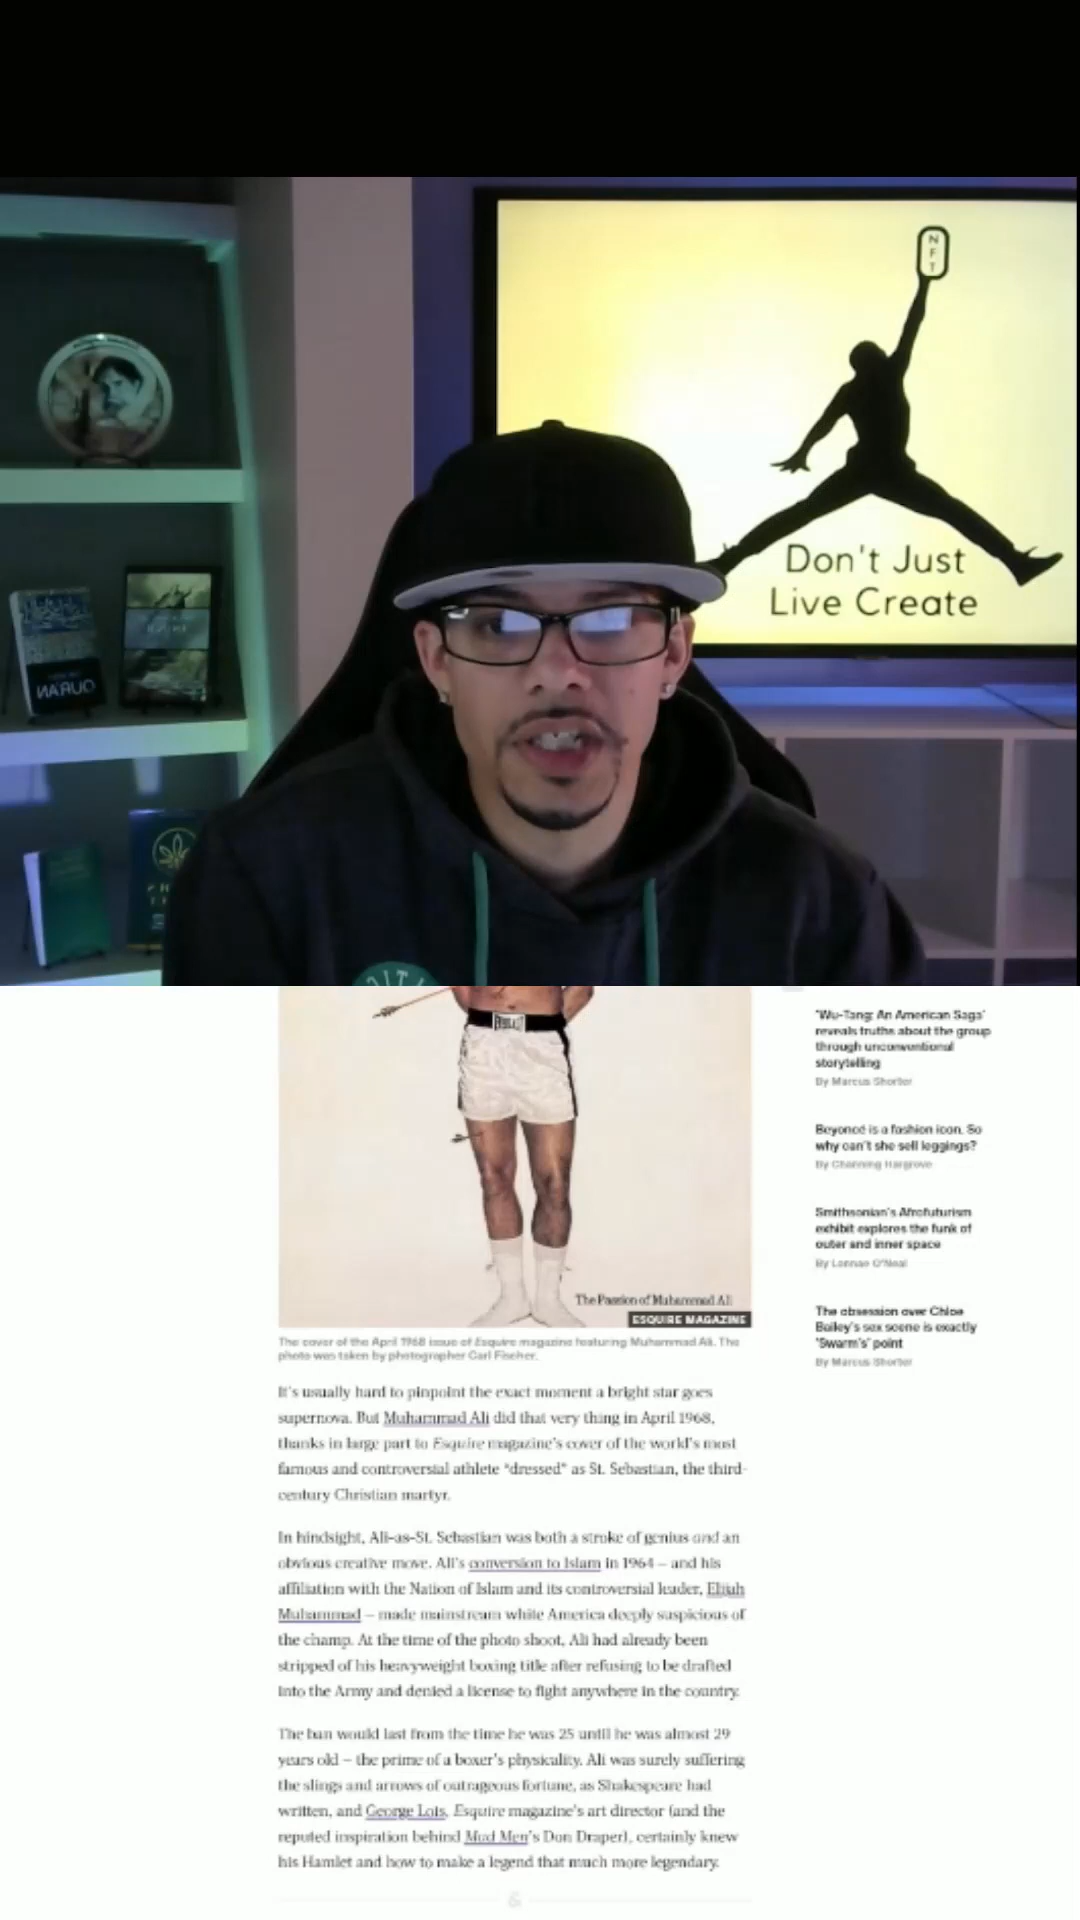 N
F
T
Don't Just
Live Create
QURAN
EVERLAST
The Passion of Muhammad Ali
ESQUIRE MAGAZINE
The cover of the April 1968 issue of Esquire magazine featuring Muhammad Ali. The
photo was taken by photographer Carl Fischer.
It's usually hard to pinpoint the exact moment a bright star goes
supernova. But Muhammad Ali did that very thing in April 1968,
thanks in large part to Esquire magazine's cover of the world's most
famous and controversial athlete "dressed" as St. Sebastian, the third-
century Christian martyr.
In hindsight, Ali-as-St. Sebastian was both a stroke of genius and an
obvious creative move. Ali's conversion to Islam in 1964 – and his
affiliation with the Nation of Islam and its controversial leader, Elijah
Muhammad – made mainstream white America deeply suspicious of
the champ. At the time of the photo shoot, Ali had already been
stripped of his heavyweight boxing title after refusing to be drafted
into the Army and denied a license to fight anywhere in the country.
The ban would last from the time he was 25 until he was almost 29
years old – the prime of a boxer's physicality. Ali was surely suffering
the slings and arrows of outrageous fortune, as Shakespeare had
written, and George Lois, Esquire magazine's art director (and the
reputed inspiration behind Mad Men's Don Draper), certainly knew
his Hamlet and how to make a legend that much more legendary.
&
'Wu-Tang: An American Saga'
reveals truths about the group
through unconventional
storytelling
By Marcus Shorter
Beyoncé is a fashion icon. So
why can't she sell leggings?
By Channing Hargrove
Smithsonian's Afrofuturism
exhibit explores the funk of
outer and inner space
By Lonnae O'Neal
The obsession over Chloe
Bailey's sex scene is exactly
'Swarm's' point
By Marcus Shorter